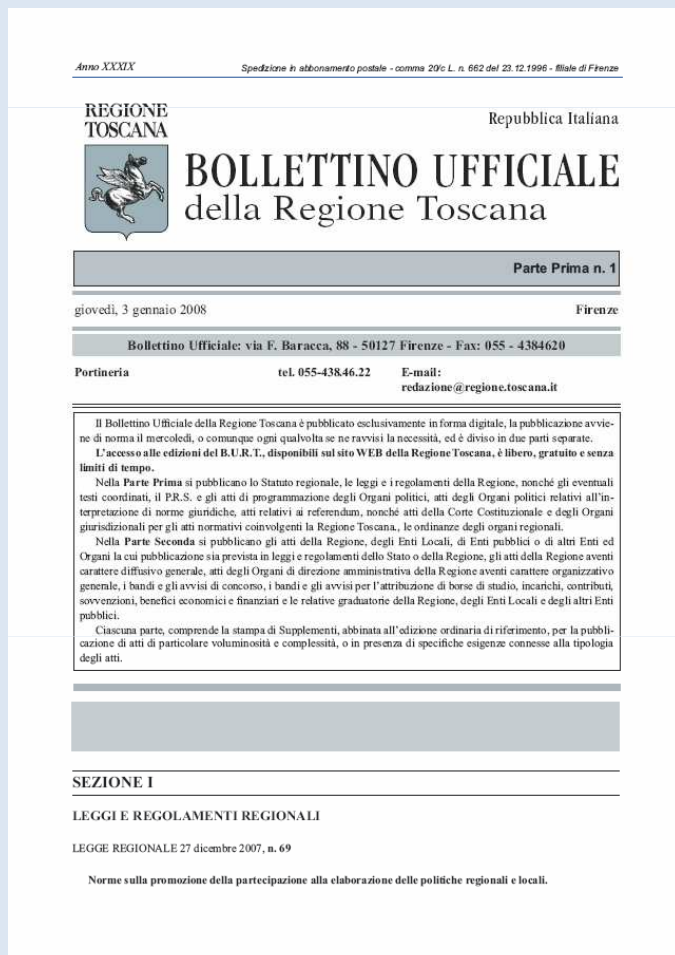 Anno XXXIX
Spedizione in abbonamento postale - comma 20/c L. n. 662 del 23.12.1996 - filiale di Firenze
REGIONE
TOSCANA
Repubblica Italiana
BOLLETTINO UFFICIALE
della Regione Toscana
Parte Prima n. 1
giovedì, 3 gennaio 2008
Firenze
Bollettino Ufficiale: via F. Baracca, 88 - 50127 Firenze - Fax: 055 - 4384620
Portineria
tel. 055-438.46.22
E-mail:
redazione@regione.toscana.it
Il Bollettino Ufficiale della Regione Toscana è pubblicato esclusivamente in forma digitale, la pubblicazione avvie-
ne di norma il mercoledì, o comunque ogni qualvolta se ne ravvisi la necessità, ed è diviso in due parti separate.
L'accesso alle edizioni del B.U.R.T., disponibili sul sito WEB della Regione Toscana, è libero, gratuito e senza
limiti di tempo.
Nella Parte Prima si pubblicano lo Statuto regionale, le leggi e i regolamenti della Regione, nonché gli eventuali
testi coordinati, il P.R.S. e gli atti di programmazione degli Organi politici, atti degli Organi politici relativi all'in-
terpretazione di norme giuridiche, atti relativi ai referendum, nonché atti della Corte Costituzionale e degli Organi
giurisdizionali per gli atti normativi coinvolgenti la Regione Toscana., le ordinanze degli organi regionali.
Nella Parte Seconda si pubblicano gli atti della Regione, degli Enti Locali, di Enti pubblici o di altri Enti ed
Organi la cui pubblicazione sia prevista in leggi e regolamenti dello Stato o della Regione, gli atti della Regione aventi
carattere diffusivo generale, atti degli Organi di direzione amministrativa della Regione aventi carattere organizzativo
generale, i bandi e gli avvisi di concorso, i bandi e gli avvisi per l'attribuzione di borse di studio, incarichi, contributi,
sovvenzioni, benefici economici e finanziari e le relative graduatorie della Regione, degli Enti Locali e degli altri Enti
pubblici.
Ciascuna parte, comprende la stampa di Supplementi, abbinata all'edizione ordinaria di riferimento, per la pubbli-
cazione di atti di particolare voluminosità e complessità, o in presenza di specifiche esigenze connesse alla tipologia
degli atti.
SEZIONE I
LEGGI E REGOLAMENTI REGIONALI
LEGGE REGIONALE 27 dicembre 2007, n. 69
Norme sulla promozione della partecipazione alla elaborazione delle politiche regionali e locali.